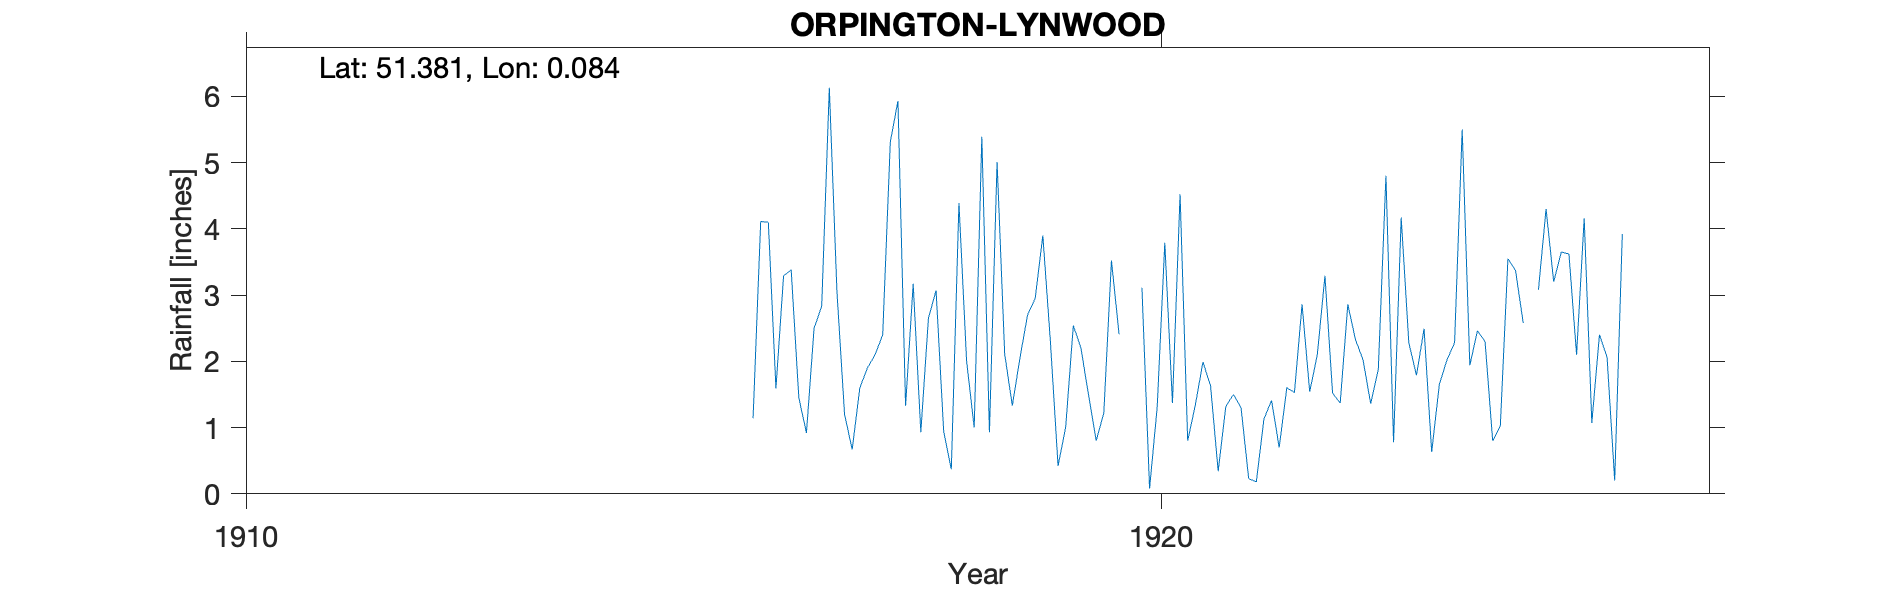 ORPINGTON-LYNWOOD
Lat: 51.381, Lon: 0.084
6
5
4
3
2
1
0
Rainfall [inches]
1910
1920
Year